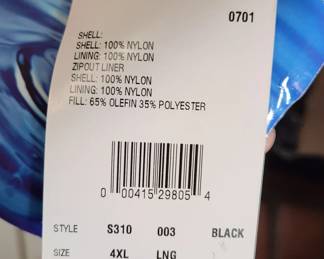 0701
SHELL:
SHELL: 100% NYLON
LINING: 100% NYLON
ZIPOUT LINER
SHELL: 100% NYLON
LINING: 100% NYLON
FILL: 65% OLEFIN 35% POLYESTER
0 00415 29805 4
STYLE S310 003 BLACK
SIZE 4XL LNG